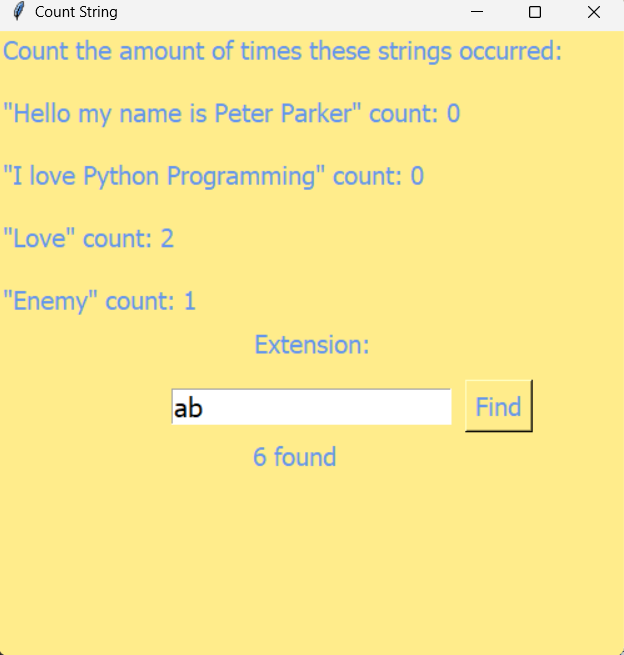 Count String
Count the amount of times these strings occurred:
"Hello my name is Peter Parker" count: 0
"I love Python Programming" count: 0
"Love" count: 2
"Enemy" count: 1
Extension:
ab Find
6 found